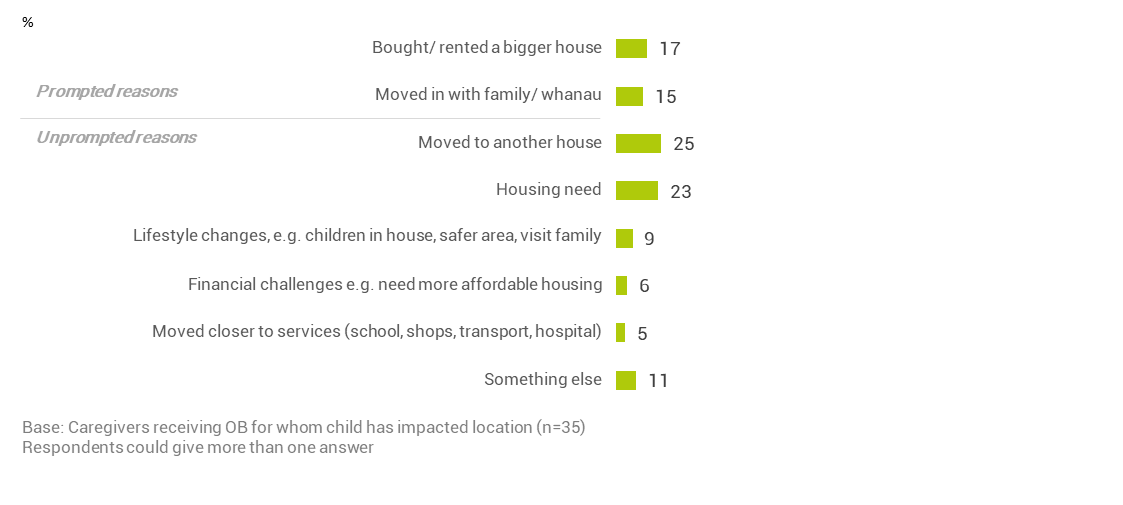 %
Bought/ rented a bigger house 17
Prompted reasons
Moved in with family/ whanau 15
Unprompted reasons
Moved to another house 25
Housing need 23
Lifestyle changes, e.g. children in house, safer area, visit family 9
Financial challenges e.g. need more affordable housing 6
Moved closer to services (school, shops, transport, hospital) 5
Something else 11
Base: Caregivers receiving OB for whom child has impacted location (n=35)
Respondents could give more than one answer